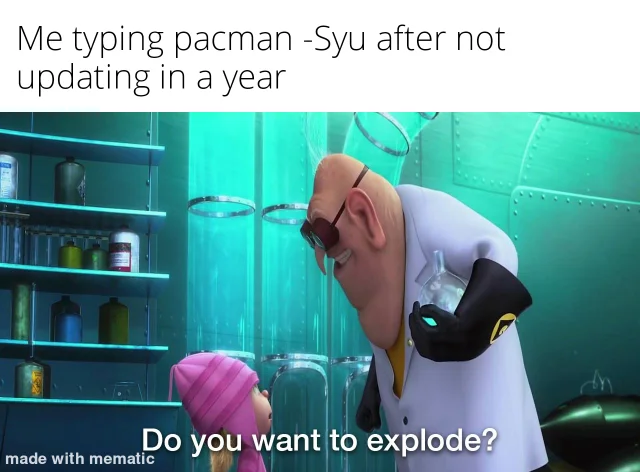 Me typing pacman -Syu after not
updating in a year
Do you want to explode?
made with mematic